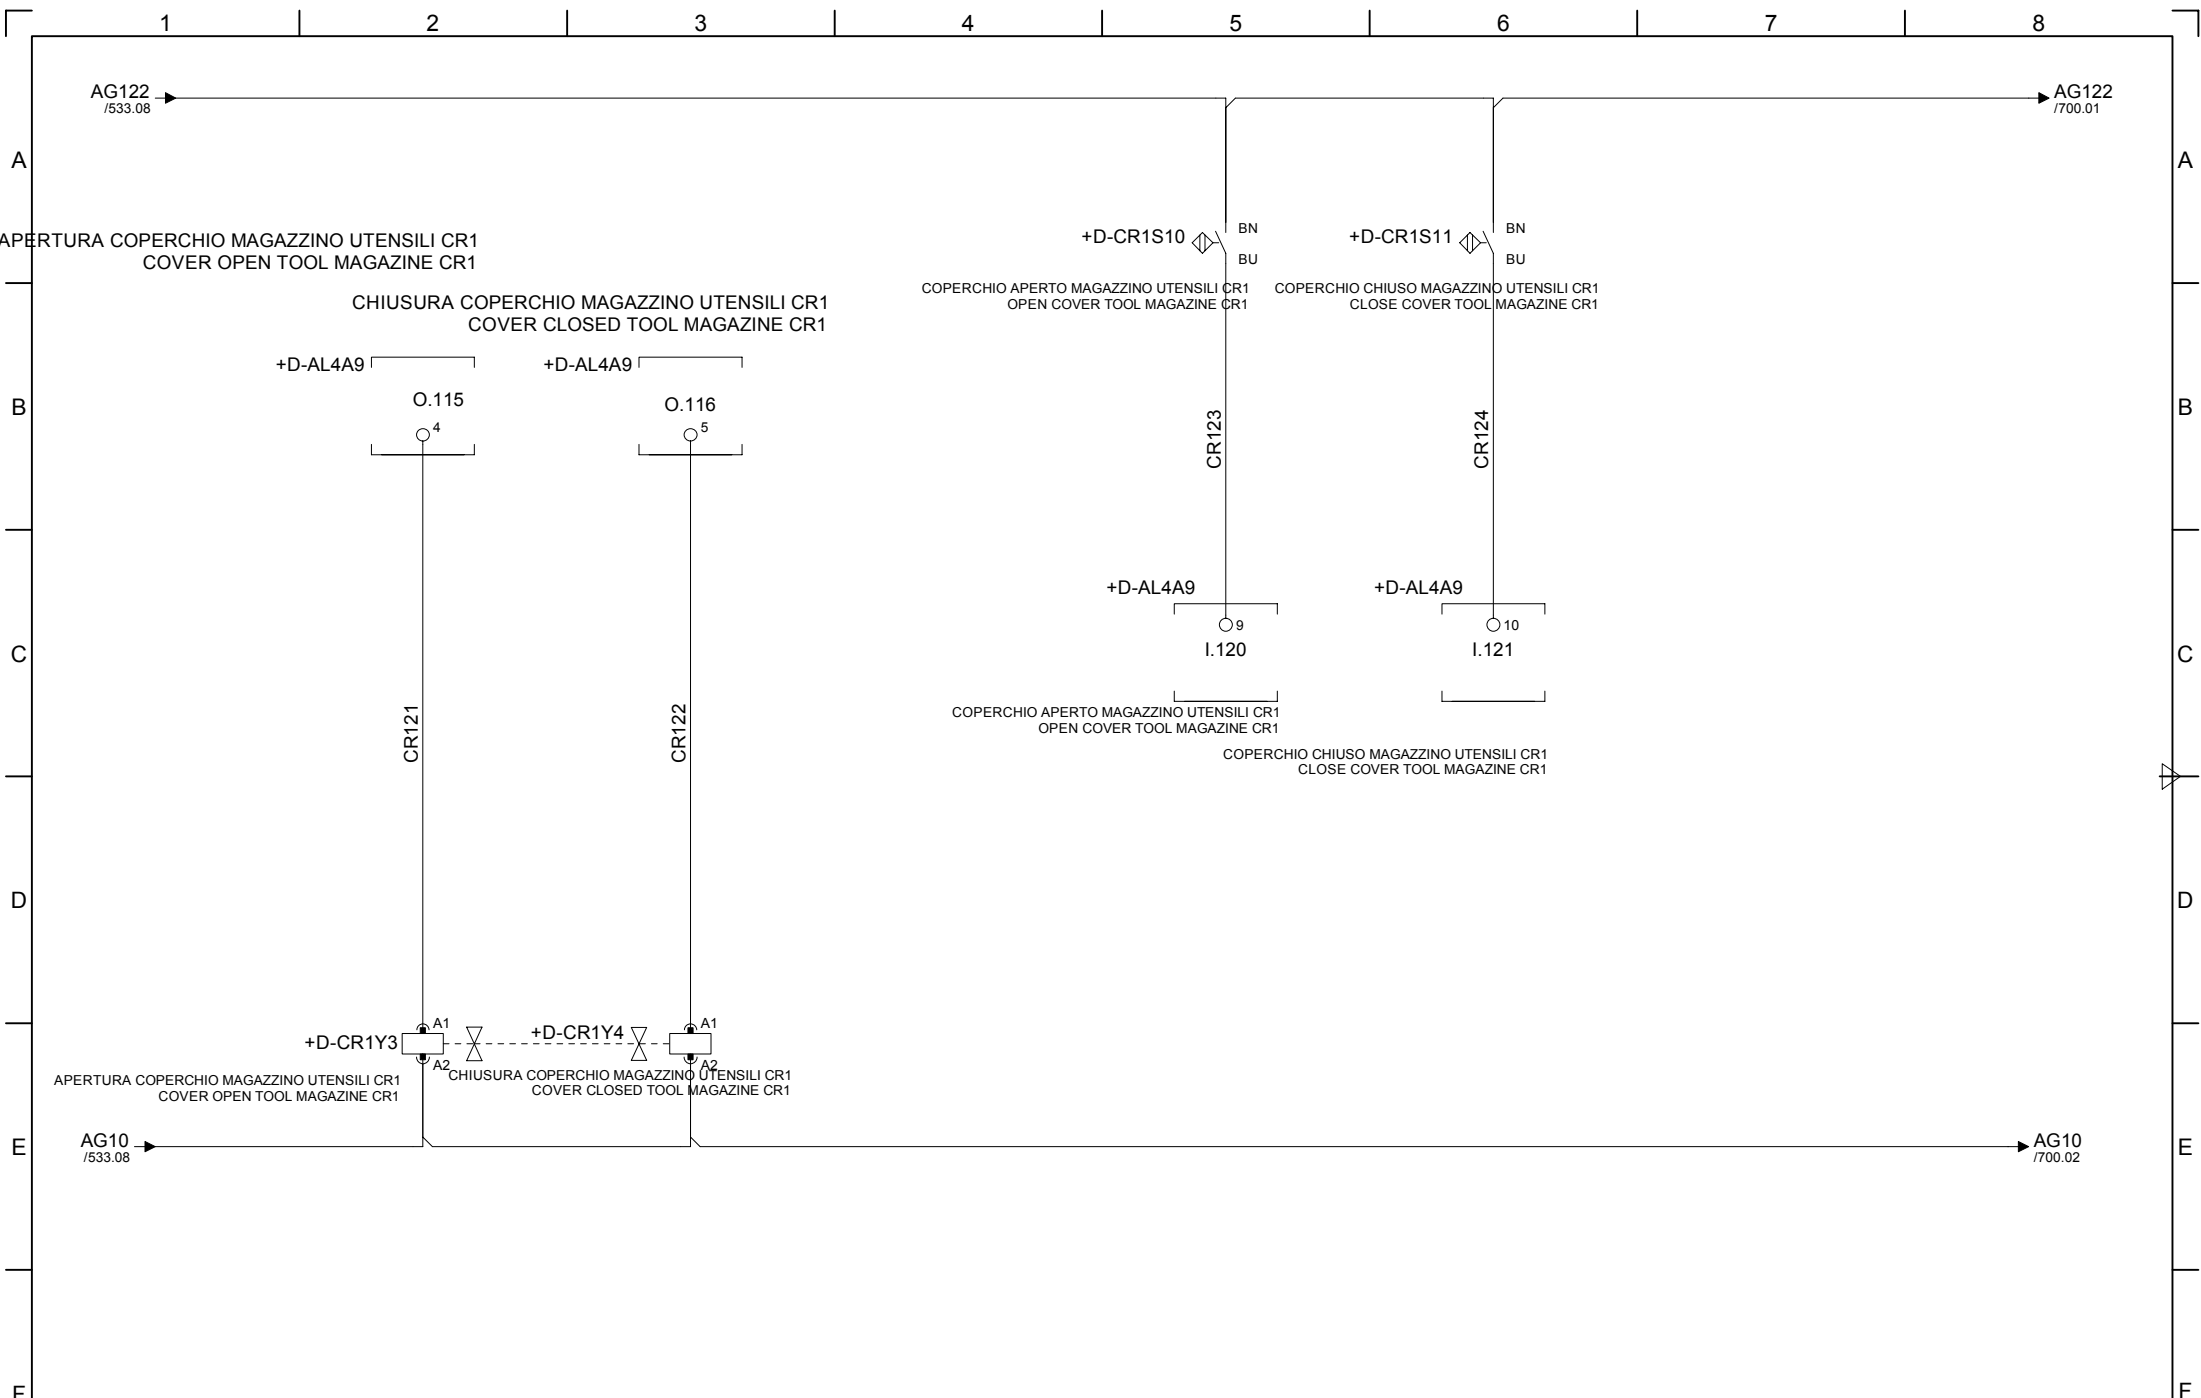 1 2 3 4 5 6 7 8
AG122
/533.08
AG122
/700.01
A A
APERTURA COPERCHIO MAGAZZINO UTENSILI CR1
COVER OPEN TOOL MAGAZINE CR1
+D-CR1S10
BN
BU
+D-CR1S11
BN
BU
COPERCHIO APERTO MAGAZZINO UTENSILI CR1
OPEN COVER TOOL MAGAZINE CR1
COPERCHIO CHIUSO MAGAZZINO UTENSILI CR1
CLOSE COVER TOOL MAGAZINE CR1
CHIUSURA COPERCHIO MAGAZZINO UTENSILI CR1
COVER CLOSED TOOL MAGAZINE CR1
+D-AL4A9
O.115
4
+D-AL4A9
O.116
5
B B
CR123
CR124
+D-AL4A9
9
I.120
+D-AL4A9
10
I.121
C C
COPERCHIO APERTO MAGAZZINO UTENSILI CR1
OPEN COVER TOOL MAGAZINE CR1
COPERCHIO CHIUSO MAGAZZINO UTENSILI CR1
CLOSE COVER TOOL MAGAZINE CR1
CR121
CR122
D D
+D-CR1Y3
A1
A2
+D-CR1Y4
A1
A2
APERTURA COPERCHIO MAGAZZINO UTENSILI CR1
COVER OPEN TOOL MAGAZINE CR1
CHIUSURA COPERCHIO MAGAZZINO UTENSILI CR1
COVER CLOSED TOOL MAGAZINE CR1
E E
AG10
/533.08
AG10
/700.02
F F